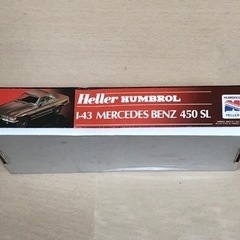 Heller HUMBROL
1-43 MERCEDES BENZ 450 SL
HUMBROL
HELLER